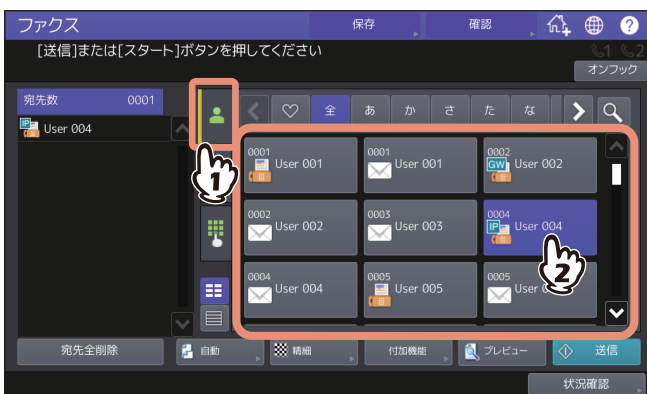 ファクス 保存 確認 ?
[送信]または[スタート]ボタンを押してください 1 2
オンフック
宛先数 0001
User 004
全 あ か さ た な
0001 User 001
0001 User 001
0002 GW User 002
0002 User 002
0003 User 003
0004 IP User 004
0004 User 004
0005 User 005
0005 User
1
2
宛先全削除 自動 精細 付加機能 プレビュー 送信
状況確認